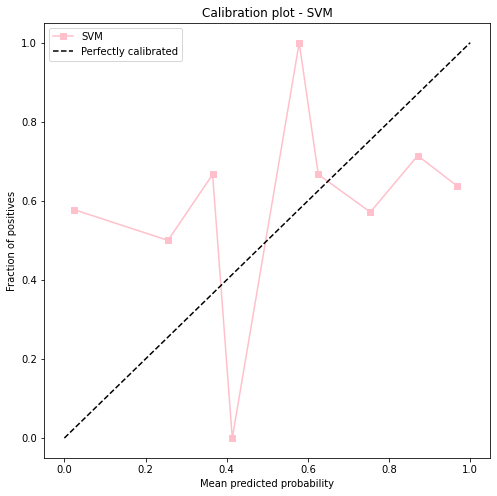 Calibration plot - SVM
SVM
Perfectly calibrated
1.0
0.8
0.6
0.4
0.2
0.0
Fraction of positives
0.0 0.2 0.4 0.6 0.8 1.0
Mean predicted probability